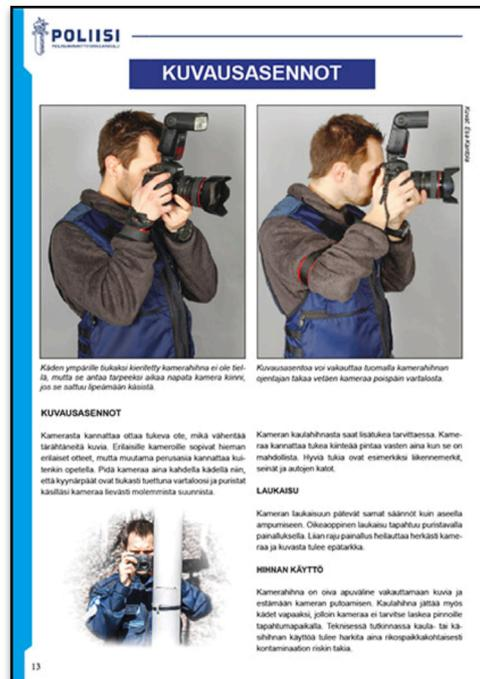 POLIISI
KUVAUSASENNOT
Kuvat: Esa Kantola
Käden ympärille tiukaksi kierretty kamerahihna ei ole tiel-
lä, mutta se antaa tarpeeksi aikaa napata kamera kiinni,
jos se sattuu lipeämään käsistä.
Kuvausasentoa voi vakauttaa tuomalla kamerahihnan
ojentajan takaa vetäen kameraa poispäin vartalosta.
KUVAUSASENNOT
Kamerasta kannattaa ottaa tukeva ote, mikä vähentää
tärähtäneitä kuvia. Erilaisille kameroille sopivat hieman
erilaiset otteet, mutta muutama perusasia kannattaa kui-
tenkin opetella. Pidä kameraa aina kahdella kädellä niin,
että kyynärpäät ovat tiukasti tuettuna vartaloosi ja puristat
käsilläsi kameraa lievästi molemmista suunnista.
Kameran kaulahihnasta saat lisätukea tarvittaessa. Kame-
raa kannattaa tukea kiinteää pintaa vasten aina kun se on
mahdollista. Hyviä tukia ovat esimerkiksi liikennemerkit,
seinät ja autojen katot.
LAUKAISU
Kameran laukaisuun pätevät samat säännöt kuin aseella
ampumiseen. Oikeaoppinen laukaisu tapahtuu puristavalla
painalluksella. Liian raju painallus heilauttaa herkästi kame-
raa ja kuvasta tulee epätarkka.
HIHNAN KÄYTTÖ
Kamerahihna on oiva apuväline vakauttamaan kuvia ja
estämään kameran putoamisen. Kaulahihna jättää myös
kädet vapaaksi, jolloin kameraa ei tarvitse laskea pinnoille
tapahtumapaikalla. Teknisessä tutkinnassa kaula- tai kä-
sihihnan käyttöä tulee harkita aina rikospaikkakohtaisesti
kontaminaation riskin takia.
13